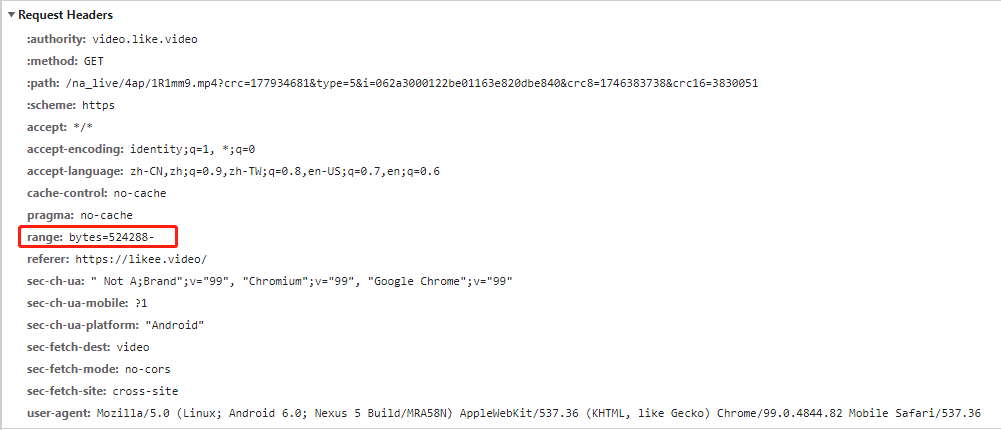 Request Headers
:authority: video.like.video
:method: GET
:path: /na_live/4ap/1R1mm9.mp4?crc=177934681&type=5&i=062a3000122be01163e820dbe840&crc8=1746383738&crc16=3830051
:scheme: https
accept: */*
accept-encoding: identity;q=1, *;q=0
accept-language: zh-CN,zh;q=0.9,zh-TW;q=0.8,en-US;q=0.7,en;q=0.6
cache-control: no-cache
pragma: no-cache
range: bytes=524288-
referer: https://likee.video/
sec-ch-ua: " Not A;Brand";v="99", "Chromium";v="99", "Google Chrome";v="99"
sec-ch-ua-mobile: ?1
sec-ch-ua-platform: "Android"
sec-fetch-dest: video
sec-fetch-mode: no-cors
sec-fetch-site: cross-site
user-agent: Mozilla/5.0 (Linux; Android 6.0; Nexus 5 Build/MRA58N) AppleWebKit/537.36 (KHTML, like Gecko) Chrome/99.0.4844.82 Mobile Safari/537.36